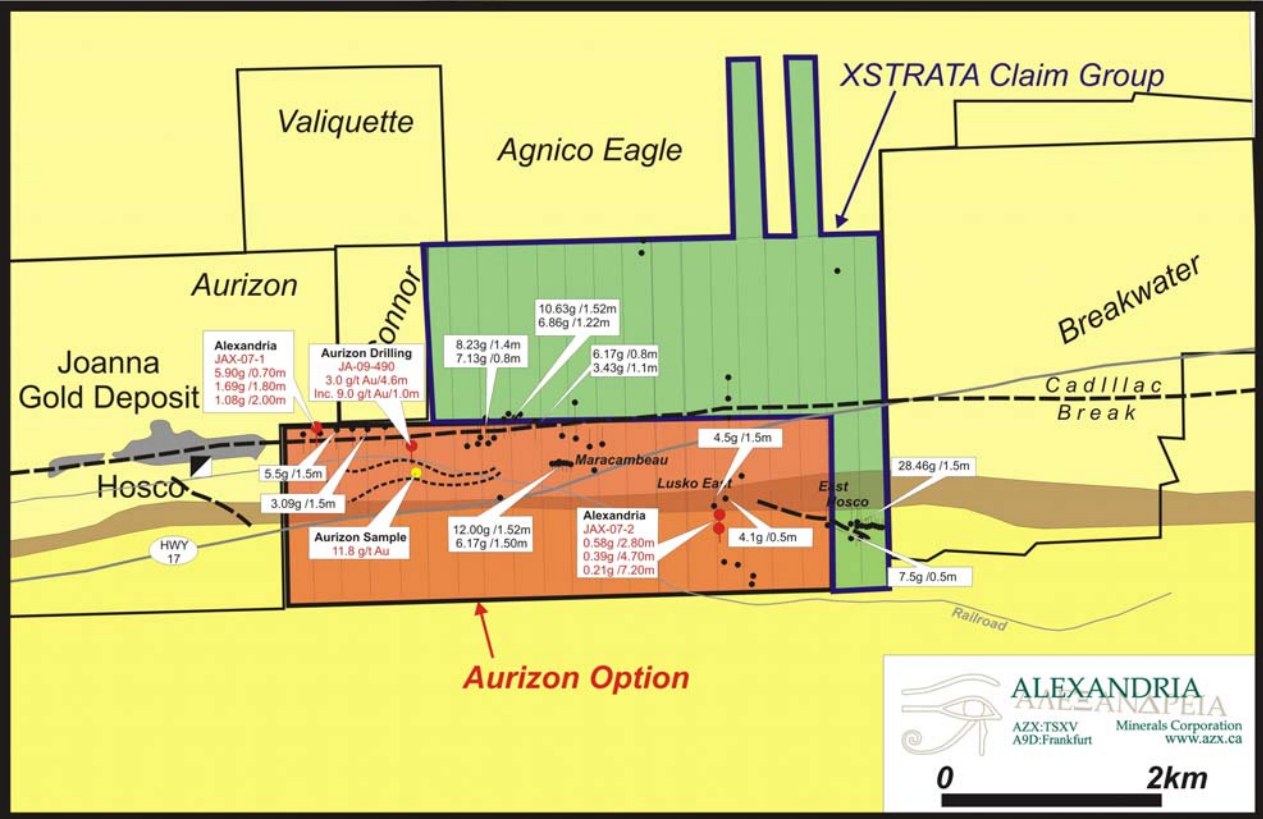 XSTRATA Claim Group
Valiquette
Agnico Eagle
Aurizon
onnor
Breakwater
Joanna
Gold Deposit
Alexandria
JAX-07-1
5.90g /0.70m
1.69g /1.80m
1.08g /2.00m
Aurizon Drilling
JA-09-490
3.0 g/t Au/4.6m
Inc. 9.0 g/t Au/1.0m
8.23g /1.4m
7.13g /0.8m
10.63g /1.52m
6.86g /1.22m
6.17g /0.8m
3.43g /1.1m
CadIllac
Break
Hosco
5.5g /1.5m
3.09g /1.5m
Maracambeau
4.5g /1.5m
Lusko East
East
Hosco
28.46g /1.5m
HWY
17
Aurizon Sample
11.8 g/t Au
12.00g /1.52m
6.17g /1.50m
Alexandria
JAX-07-2
0.58g /2.80m
0.39g /4.70m
0.21g /7.20m
4.1g /0.5m
7.5g /0.5m
Railroad
Aurizon Option
ALEXANDRIA
ΑΛΕΞΑΝΔΡΕΙΑ
AZX:TSXV
A9D:Frankfurt
Minerals Corporation
www.azx.ca
0 2km